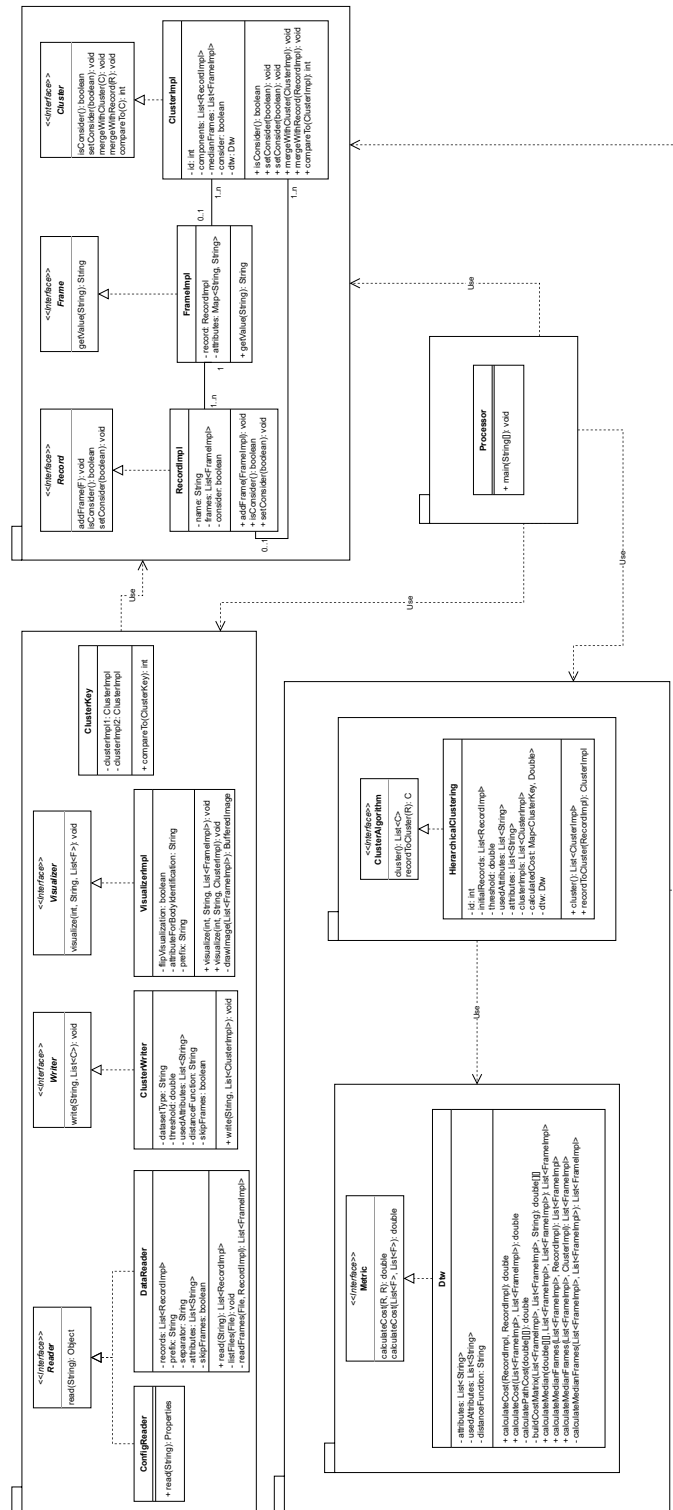 <<Interface>>
Reader
read(String): Object
ConfigReader
+ read(String): Properties
DataReader
- records: List<RecordImpl>
- prefix: String
- separator: String
- attributes: List<String>
- skipFrames: boolean
+ read(String): List<RecordImpl>
- listFiles(File): void
- readFrames(File, RecordImpl): List<FrameImpl>
<<Interface>>
Writer
write(String, List<C>): void
ClusterWriter
- datasetType: String
- threshold: double
- usedAttributes: List<String>
- distanceFunction: String
- skipFrames: boolean
+ write(String, List<ClusterImpl>): void
<<Interface>>
Visualizer
visualize(int, String, List<F>): void
VisualizerImpl
- flipVisualization: boolean
- attributeForBodyIdentification: String
- prefix: String
+ visualize(int, String, List<FrameImpl>): void
+ visualize(int, String, ClusterImpl): void
- drawImage(List<FrameImpl>): BufferedImage
ClusterKey
- clusterImpl1: ClusterImpl
- clusterImpl2: ClusterImpl
+ compareTo(ClusterKey): int
Use
<<Interface>>
Record
addFrame(F): void
isConsider(): boolean
setConsider(boolean): void
RecordImpl
- name: String
- frames: List<FrameImpl>
- consider: boolean
+ addFrame(FrameImpl): void
+ isConsider(): boolean
+ setConsider(boolean): void
0..1
1..n
1
<<Interface>>
Frame
getValue(String): String
FrameImpl
- record: RecordImpl
- attributes: Map<String, String>
+ getValue(String): String
0..1
1..n
1..n
<<Interface>>
Cluster
isConsider(): boolean
setConsider(boolean): void
mergeWithCluster(C): void
mergeWithRecord(R): void
compareTo(C): int
ClusterImpl
- id: int
- components: List<RecordImpl>
- medianFrames: List<FrameImpl>
- consider: boolean
- dtw: Dtw
+ isConsider(): boolean
+ setConsider(boolean): void
+ setConsider(boolean): void
+ mergeWithCluster(ClusterImpl): void
+ mergeWithRecord(RecordImpl): void
+ compareTo(ClusterImpl): int
Use
Use
Use
Processor
+ main(String[]): void
<<Interface>>
Metric
calculateCost(R, R): double
calculateCost(List<F>, List<F>): double
Dtw
- attributes: List<String>
- usedAttributes: List<String>
- distanceFunction: String
+ calculateCost(RecordImpl, RecordImpl): double
+ calculateCost(List<FrameImpl>, List<FrameImpl>): double
- calculatePathCost(double[][]): double
- buildCostMatrix(List<FrameImpl>, List<FrameImpl>, String): double[][]
+ calculateMedian(double[][], List<FrameImpl>, List<FrameImpl>): List<FrameImpl>
+ calculateMedianFrames(List<FrameImpl>, RecordImpl): List<FrameImpl>
+ calculateMedianFrames(List<FrameImpl>, ClusterImpl): List<FrameImpl>
- calculateMedianFrames(List<FrameImpl>, List<FrameImpl>): List<FrameImpl>
Use
<<Interface>>
ClusterAlgorithm
cluster(): List<C>
recordToCluster(R): C
HierarchicalClustering
- id: int
- initialRecords: List<RecordImpl>
- threshold: double
- usedAttributes: List<String>
- attributes: List<String>
- clusterImpls: List<ClusterImpl>
- calculatedCost: Map<ClusterKey, Double>
- dtw: Dtw
+ cluster(): List<ClusterImpl>
+ recordToCluster(RecordImpl): ClusterImpl